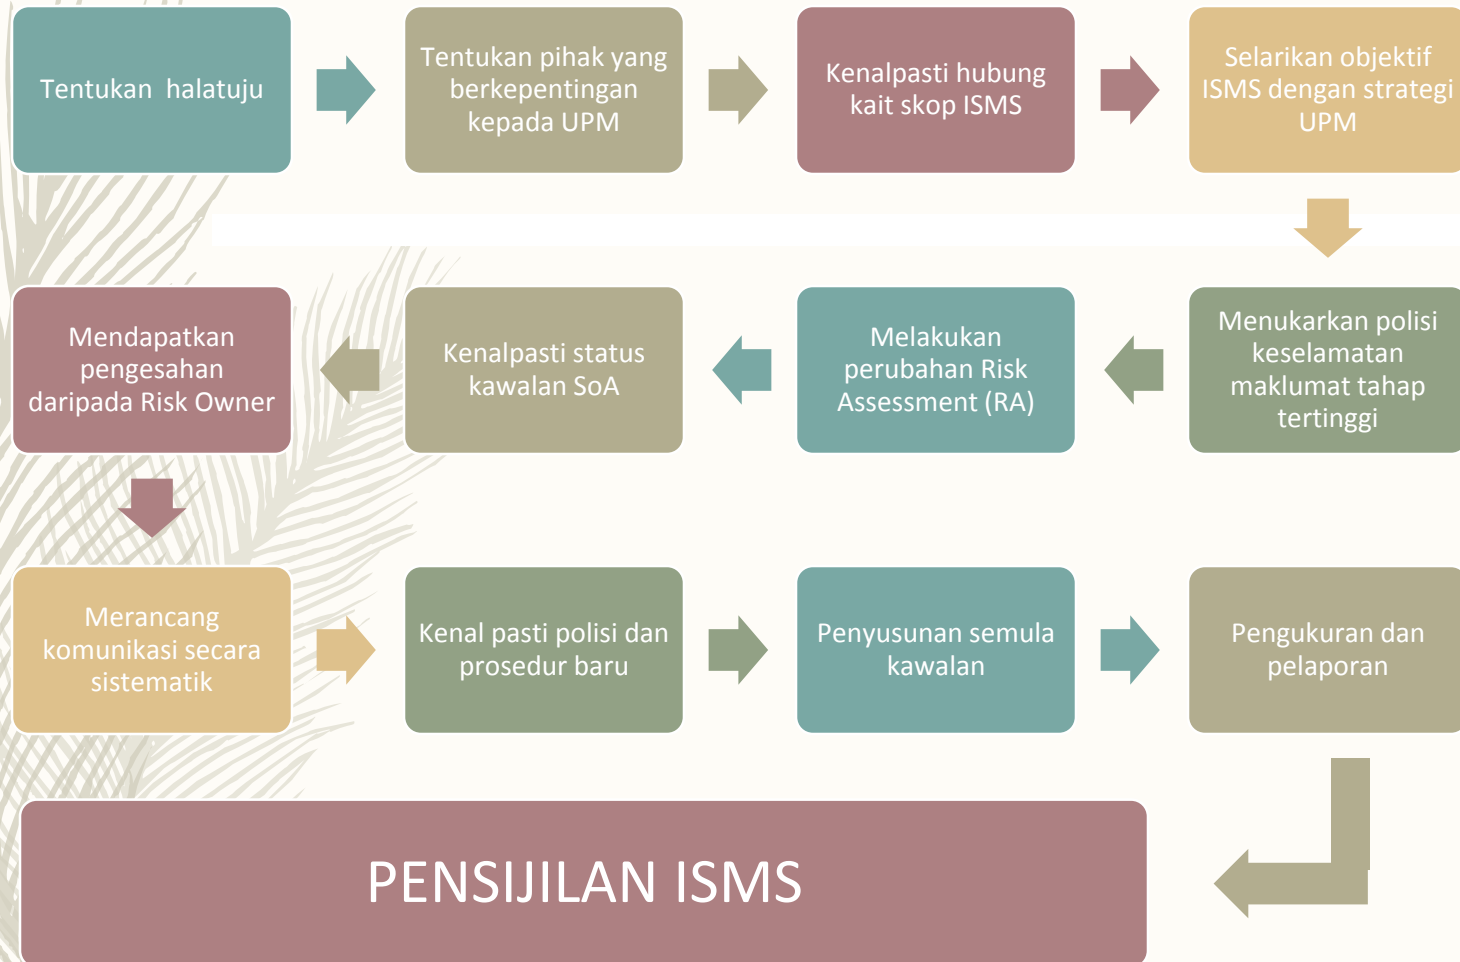 Tentukan halatuju
Tentukan pihak yang
berkepentingan
kepada UPM
Kenalpasti hubung
kait skop ISMS
Selarikan objektif
ISMS dengan strategi
UPM
Menukarkan polisi
keselamatan
maklumat tahap
tertinggi
Melakukan
perubahan Risk
Assessment (RA)
Kenalpasti status
kawalan SoA
Mendapatkan
pengesahan
daripada Risk Owner
Merancang
komunikasi secara
sistematik
Kenal pasti polisi dan
prosedur baru
Penyusunan semula
kawalan
Pengukuran dan
pelaporan
PENSIJILAN ISMS